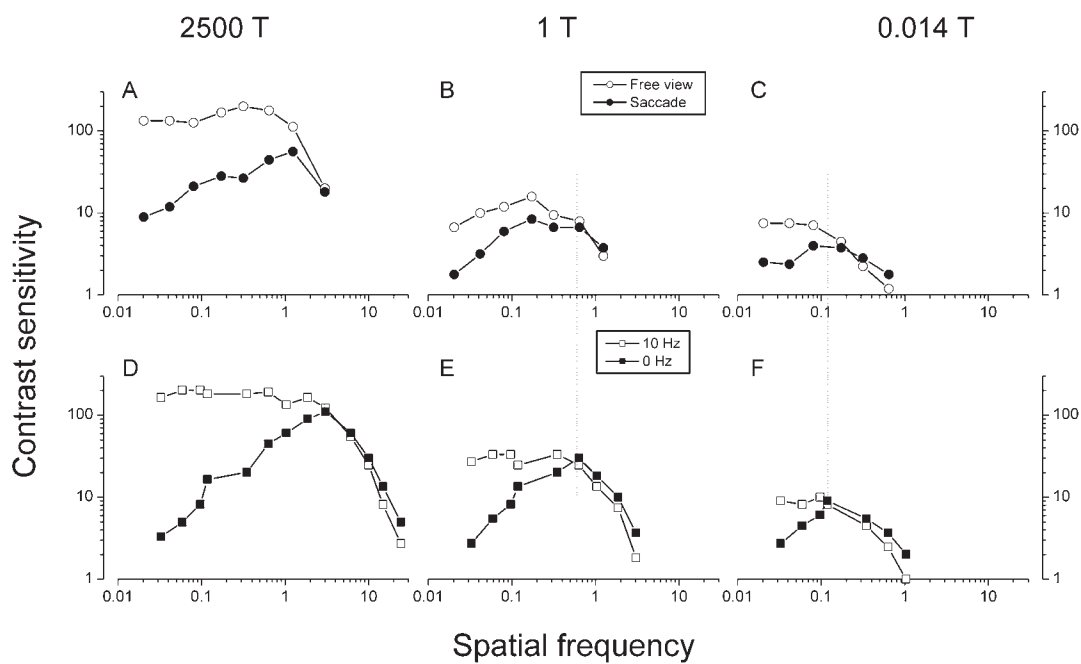 2500 T 1 T 0.014 T
A B C
Free view
Saccade
100 100
10 10
1 1
0.01 0.1 1 10 0.01 0.1 1 10 0.01 0.1 1 10
10 Hz
0 Hz
D E F
100 100
10 10
1 1
0.01 0.1 1 10 0.01 0.1 1 10 0.01 0.1 1 10
Contrast sensitivity
Spatial frequency